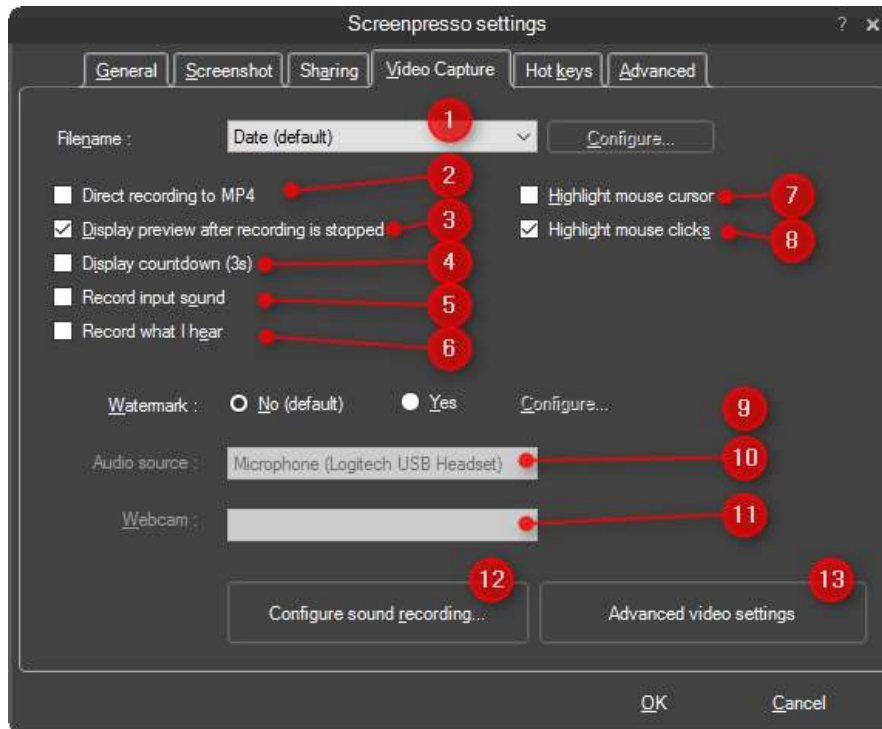 Screenpresso settings ? ×
General Screenshot Sharing Video Capture Hot keys Advanced
1
Filename : Date (default) Configure...
2
Direct recording to MP4 Highlight mouse cursor 7
Display preview after recording is stopped 3 Highlight mouse clicks 8
Display countdown (3s) 4
Record input sound 5
Record what I hear 6
Watermark : No (default) Yes Configure... 9
Audio source : Microphone (Logitech USB Headset) 10
Webcam : 11
12 13
Configure sound recording... Advanced video settings
OK Cancel